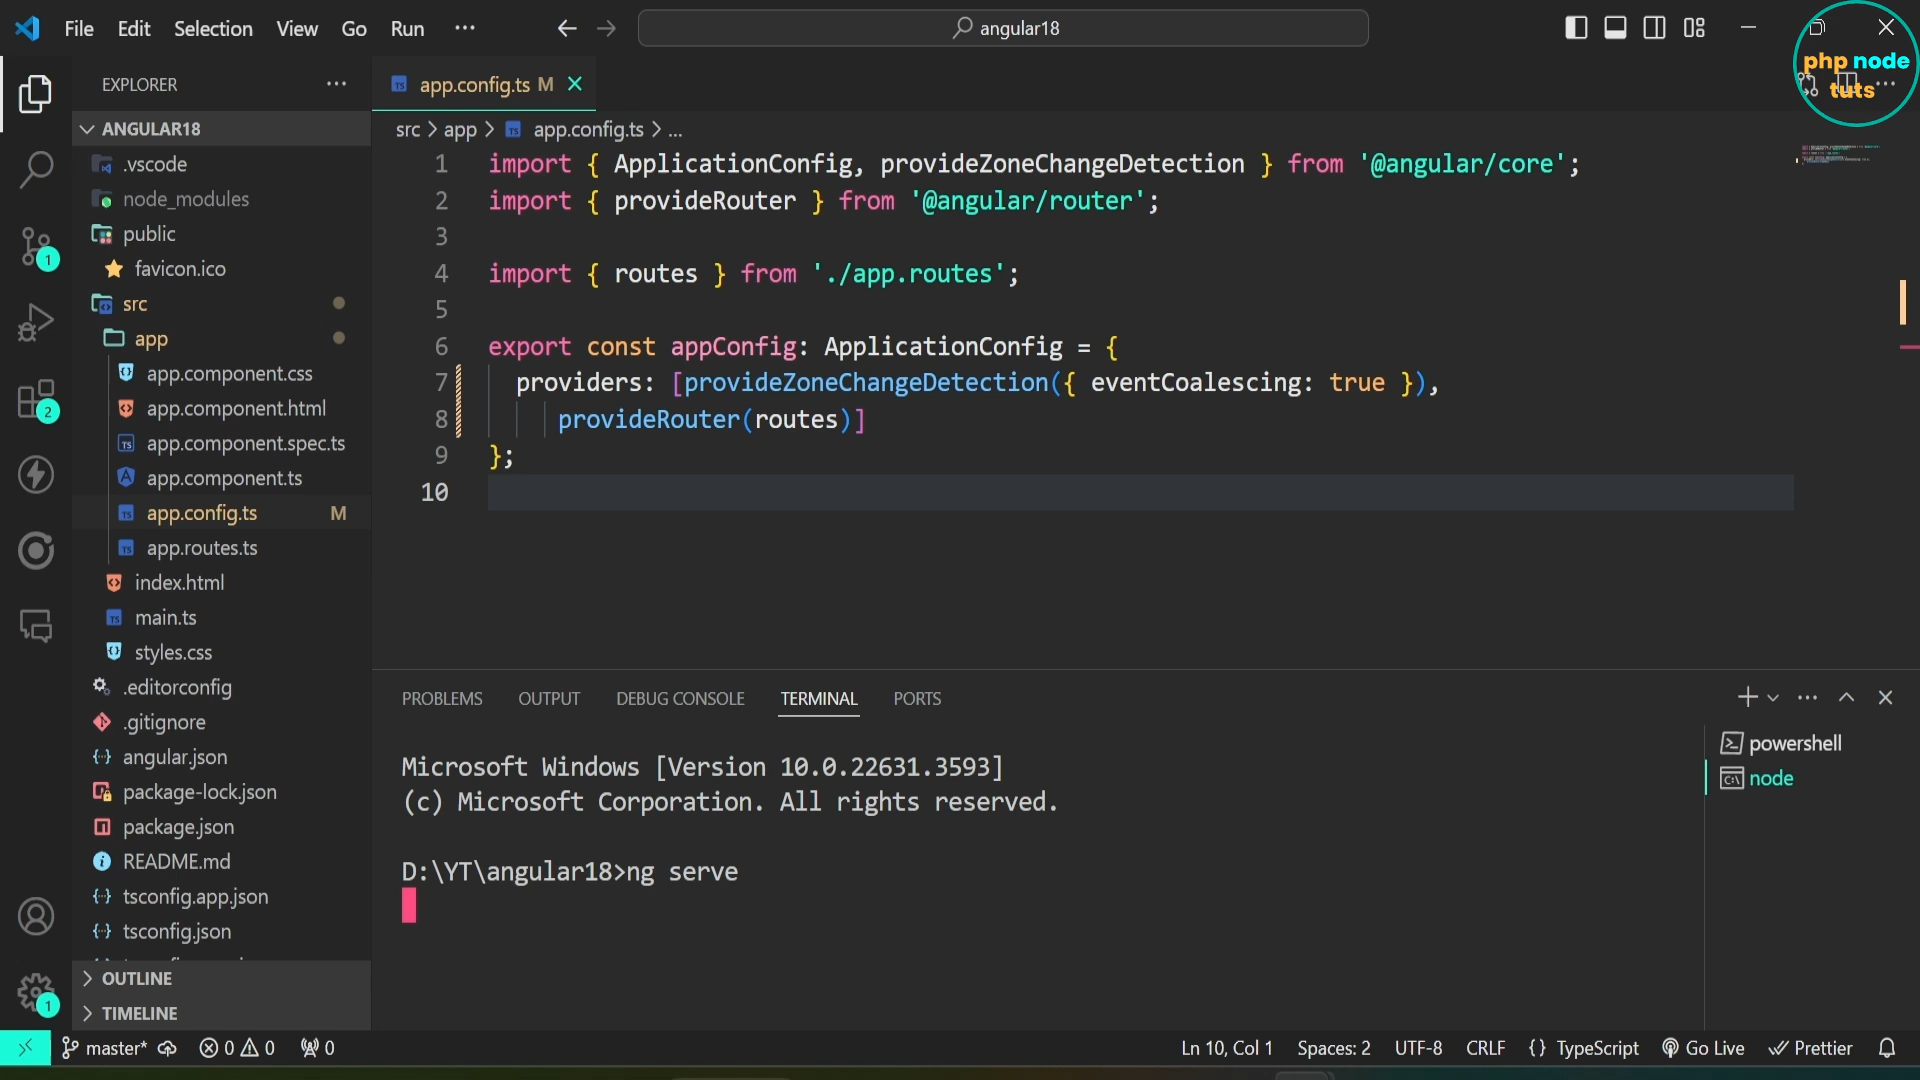 File Edit Selection View Go Run ...
angular18
php node
tuts
EXPLORER
ANGULAR18
.vscode
node_modules
public
favicon.ico
src
app
app.component.css
app.component.html
app.component.spec.ts
app.component.ts
app.config.ts M
app.routes.ts
index.html
main.ts
styles.css
.editorconfig
.gitignore
angular.json
package-lock.json
package.json
README.md
tsconfig.app.json
tsconfig.json
OUTLINE
TIMELINE
1
2
1
app.config.ts M
src > app > app.config.ts > ...
1 import { ApplicationConfig, provideZoneChangeDetection } from '@angular/core';
2 import { provideRouter } from '@angular/router';
3
4 import { routes } from './app.routes';
5
6 export const appConfig: ApplicationConfig = {
7 providers: [provideZoneChangeDetection({ eventCoalescing: true }),
8 provideRouter(routes)]
9 };
10
PROBLEMS OUTPUT DEBUG CONSOLE TERMINAL PORTS
Microsoft Windows [Version 10.0.22631.3593]
(c) Microsoft Corporation. All rights reserved.
D:\YT\angular18>ng serve
powershell
node
master* 0 0 0 Ln 10, Col 1 Spaces: 2 UTF-8 CRLF {} TypeScript Go Live Prettier